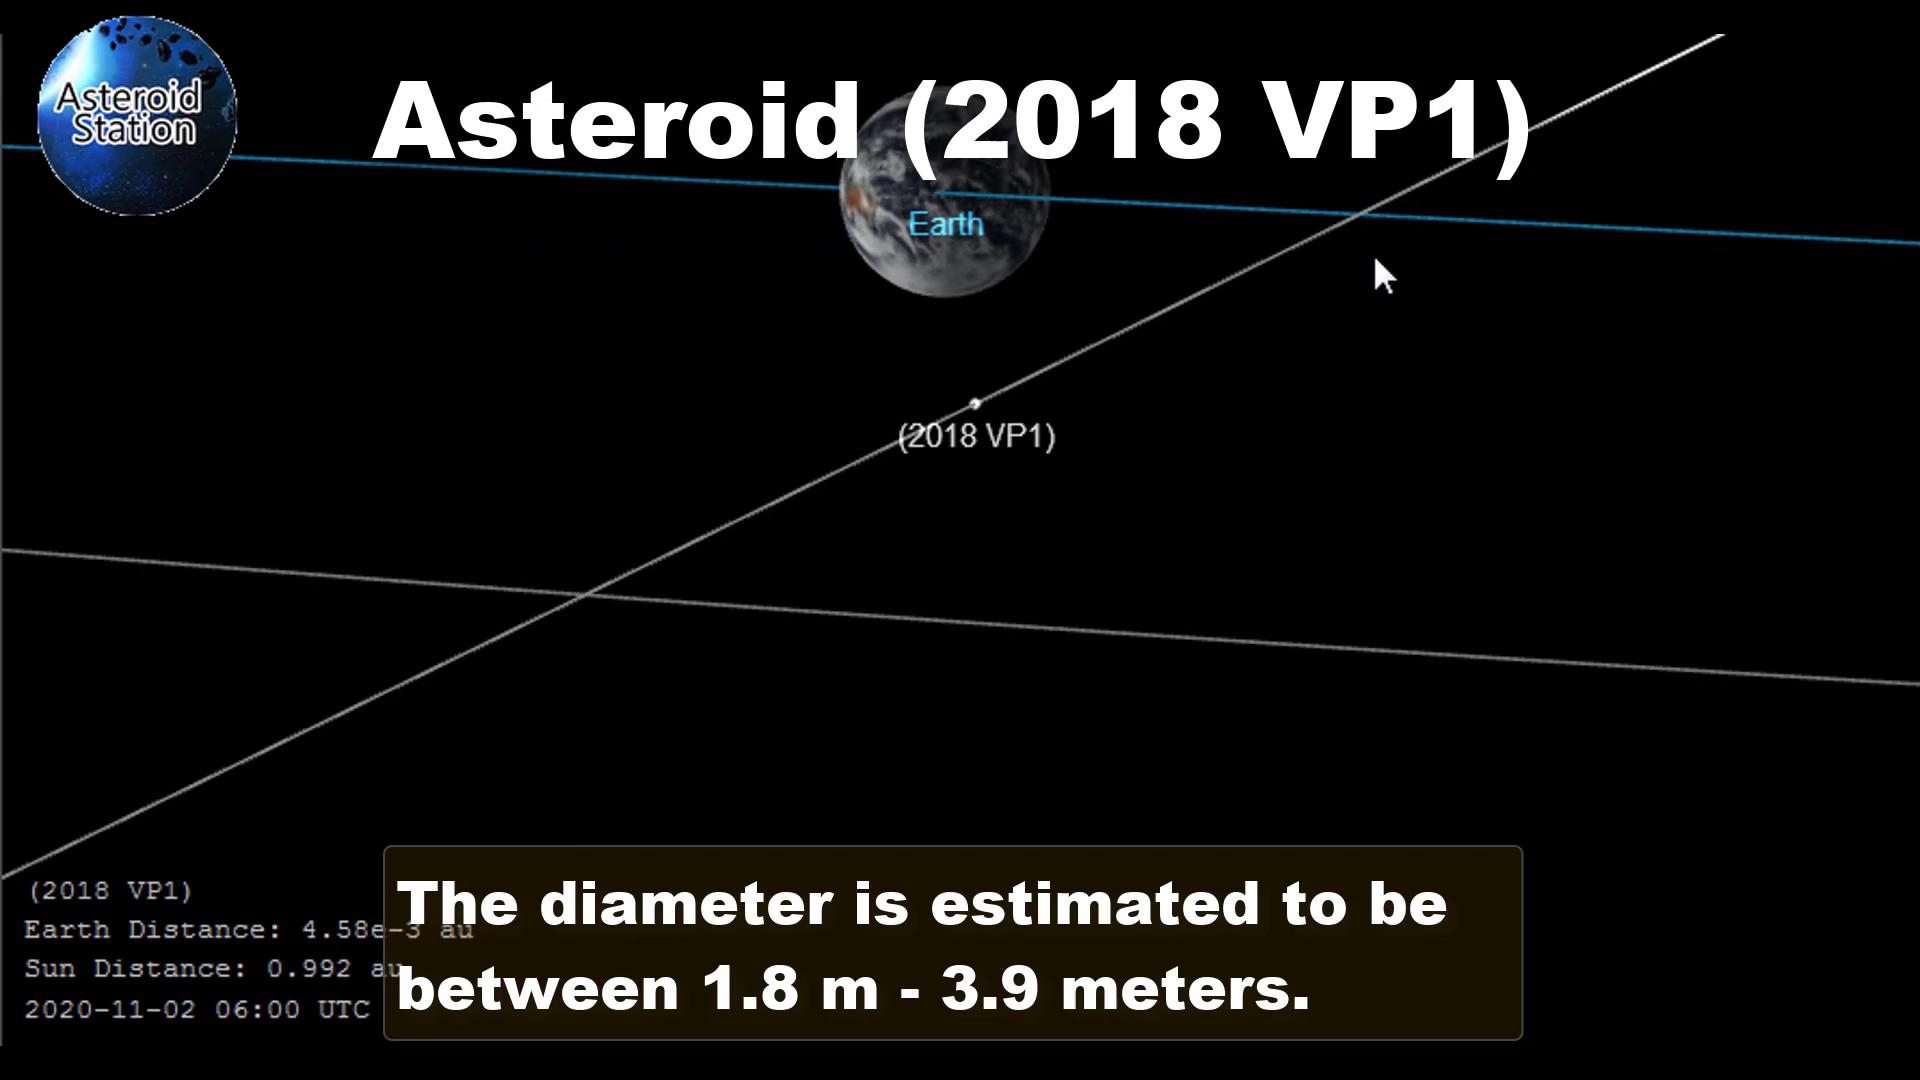 Asteroid
Station
Asteroid (2018 VP1)
Earth
(2018 VP1)
(2018 VP1)
Earth Distance: 4.58e-3 au
Sun Distance: 0.992 au
2020-11-02 06:00 UTC
The diameter is estimated to be
between 1.8 m - 3.9 meters.